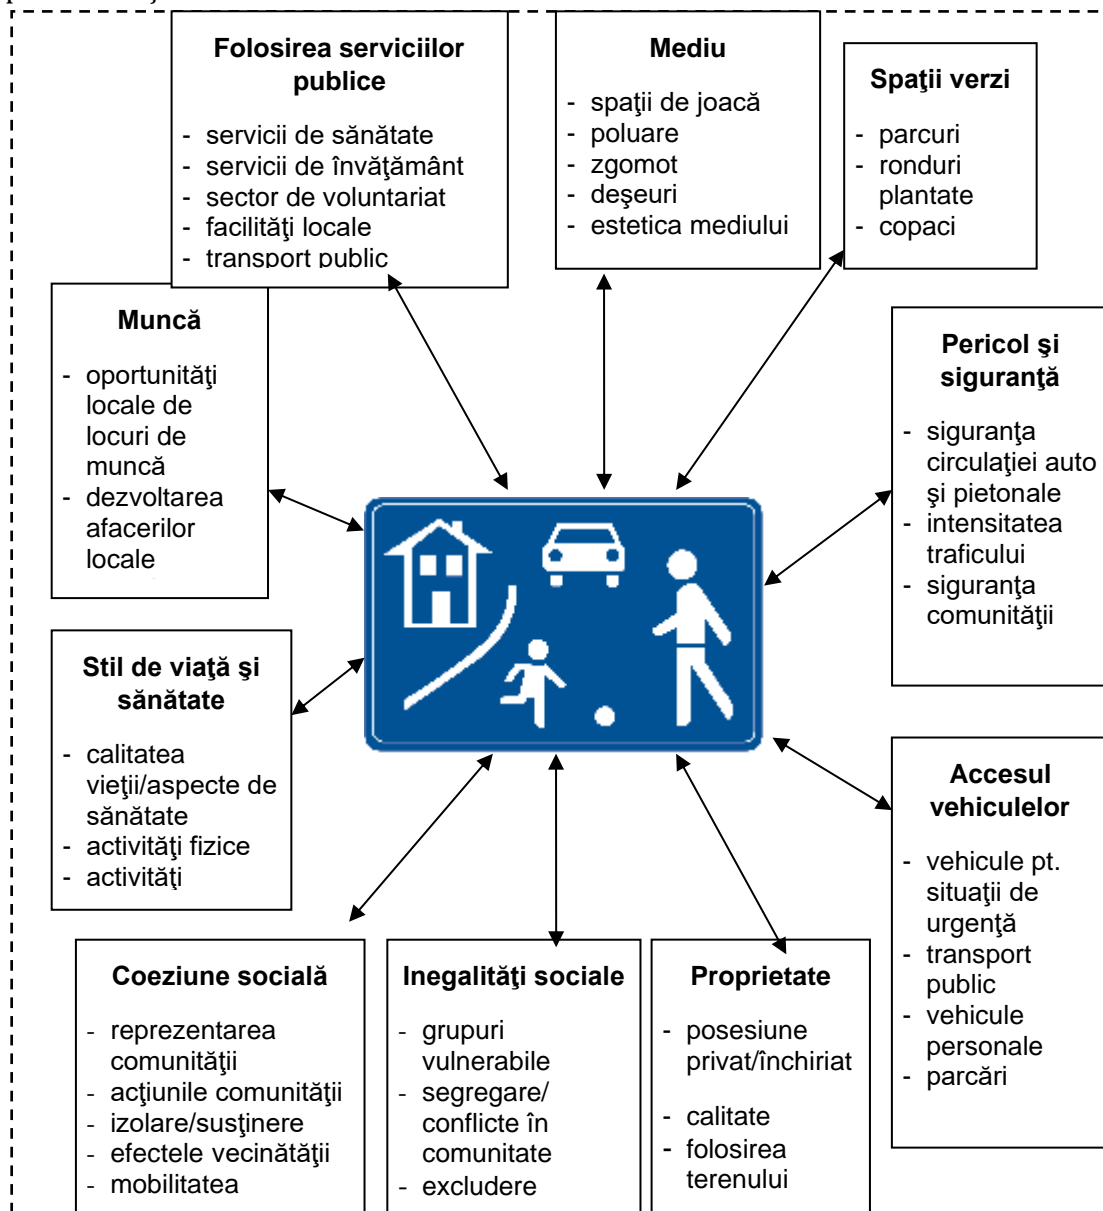 Folosirea serviciilor
publice
- servicii de sănătate
- servicii de învăţământ
- sector de voluntariat
- facilităţi locale
- transport public
Mediu
- spaţii de joacă
- poluare
- zgomot
- deşeuri
- estetica mediului
Spaţii verzi
- parcuri
- ronduri
plantate
- copaci
Muncă
- oportunităţi
locale de
locuri de
muncă
- dezvoltarea
afacerilor
locale
Pericol şi
siguranţă
- siguranţa
circulaţiei auto
şi pietonale
- intensitatea
traficului
- siguranţa
comunităţii
Stil de viaţă şi
sănătate
- calitatea
vieţii/aspecte de
sănătate
- activităţi fizice
- activităţi
Accesul
vehiculelor
- vehicule pt.
situaţii de
urgenţă
- transport
public
- vehicule
personale
- parcări
Coeziune socială
- reprezentarea
comunităţii
- acţiunile comunităţii
- izolare/susţinere
- efectele vecinătăţii
- mobilitatea
Inegalităţi sociale
- grupuri
vulnerabile
- segregare/
conflicte în
comunitate
- excludere
Proprietate
- posesiune
privat/închiriat
- calitate
- folosirea
terenului